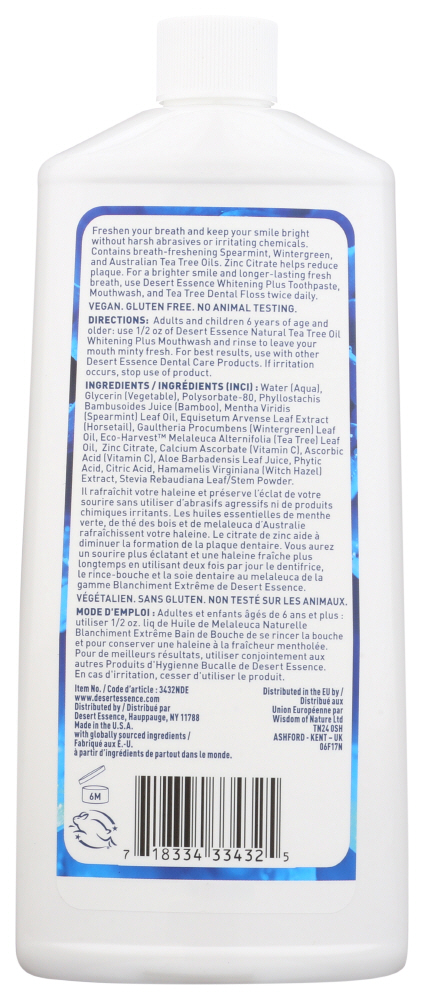 Freshen your breath and keep your smile bright
without harsh abrasives or irritating chemicals.
Contains breath-freshening Spearmint, Wintergreen,
and Australian Tea Tree Oils. Zinc Citrate helps reduce
plaque. For a brighter smile and longer-lasting fresh
breath, use Desert Essence Whitening Plus Toothpaste,
Mouthwash, and Tea Tree Dental Floss twice daily.
VEGAN. GLUTEN FREE. NO ANIMAL TESTING.
DIRECTIONS: Adults and children 6 years of age and
older: use 1/2 oz of Desert Essence Natural Tea Tree Oil
Whitening Plus Mouthwash and rinse to leave your
mouth minty fresh. For best results, use with other
Desert Essence Dental Care Products. If irritation
occurs, stop use of product.
INGREDIENTS / INGRÉDIENTS (INCI) : Water (Aqua),
Glycerin (Vegetable), Polysorbate-80, Phyllostachis
Bambusoides Juice (Bamboo), Mentha Viridis
(Spearmint) Leaf Oil, Equisetum Arvense Leaf Extract
(Horsetail), Gaultheria Procumbens (Wintergreen) Leaf
Oil, Eco-Harvest™ Melaleuca Alternifolia (Tea Tree) Leaf
Oil, Zinc Citrate, Calcium Ascorbate (Vitamin C), Ascorbic
Acid (Vitamin C), Aloe Barbadensis Leaf Juice, Phytic
Acid, Citric Acid, Hamamelis Virginiana (Witch Hazel)
Extract, Stevia Rebaudiana Leaf/Stem Powder.
Il rafraîchit votre haleine et préserve l'éclat de votre
sourire sans utiliser d'abrasifs agressifs ni de produits
chimiques irritants. Les huiles essentielles de menthe
verte, de thé des bois et de melaleuca d'Australie
rafraîchissent votre haleine. Le citrate de zinc aide à
diminuer la formation de la plaque dentaire. Vous aurez
un sourire plus éclatant et une haleine fraîche plus
longtemps en utilisant deux fois par jour le dentifrice,
le rince-bouche et la soie dentaire au melaleuca de la
gamme Blanchiment Extrême de Desert Essence.
VÉGÉTALIEN. SANS GLUTEN. NON TESTÉ SUR LES ANIMAUX.
MODE D'EMPLOI : Adultes et enfants âgés de 6 ans et plus :
utiliser 1/2 oz. liq de Huile de Melaleuca Naturelle
Blanchiment Extrême Bain de Bouche de se rincer la bouche
et pour conserver une haleine à la fraîcheur mentholée.
Pour de meilleurs résultats, utiliser conjointement aux
autres Produits d'Hygienne Bucalle de Desert Essence.
En cas d'irritation, cesser d'utiliser le produit.
Item No. / Code d'article : 3432NDE
www.desertessence.com
Distributed by / Distribué par
Desert Essence, Hauppauge, NY 11788
Made in the U.S.A.
with globally sourced ingredients /
Fabriqué aux É.-U.
à partir d'ingrédients de partout dans le monde.
Distributed in the EU by /
Distribué aux
Union Européenne par
Wisdom of Nature Ltd
TN24 0SH
ASHFORD - KENT - UK
06F17N
6M
7 18334 33432 5